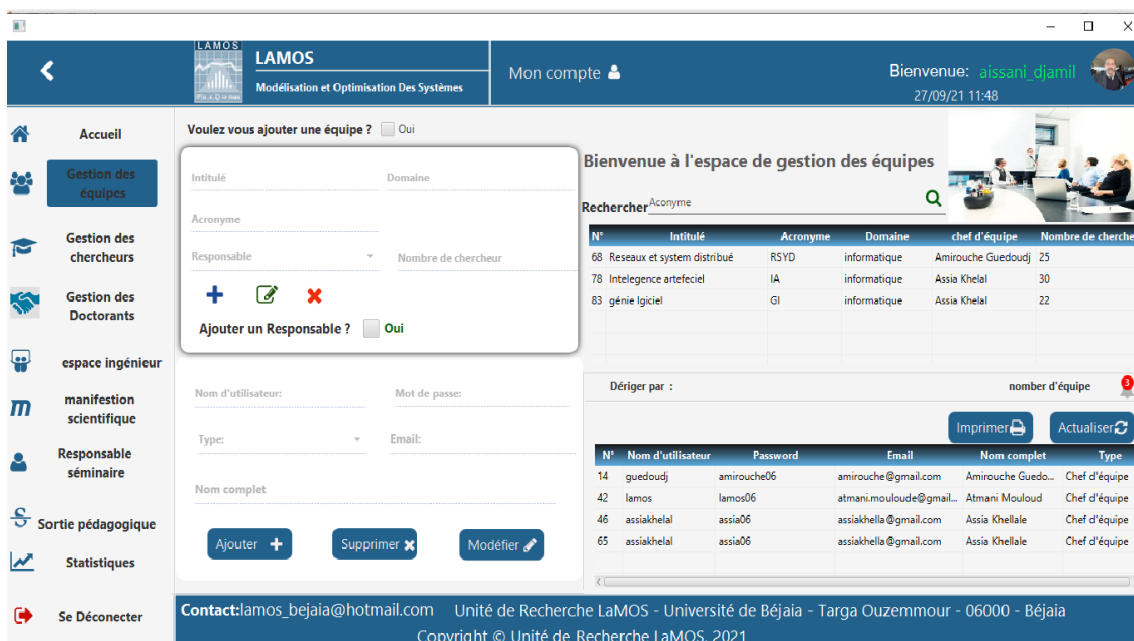 LAMOS
LAMOS
Modélisation et Optimisation Des Systèmes
Mon compte
Bienvenue: aissani_djamil
27/09/21 11:48
Accueil
Gestion des
équipes
Gestion des
chercheurs
Gestion des
Doctorants
espace ingénieur
manifestion
scientifique
Responsable
séminaire
Sortie pédagogique
Statistiques
Se Déconecter
Voulez vous ajouter une équipe ? Oui
Intitulé Domaine
Acronyme
Responsable Nombre de chercheur
Ajouter un Responsable ? Oui
Nom d'utilisateur: Mot de passe:
Type: Email:
Nom complet
Ajouter Supprimer Modéfier
Bienvenue à l'espace de gestion des équipes
Rechercher Aconyme
N° Intitulé Acronyme Domaine chef d'équipe Nombre de cherche
68 Reseaux et system distribué RSYD informatique Amirouche Guedoudj 25
78 Intelegence artefeciel IA informatique Assia Khelal 30
83 génie lgiciel GI informatique Assia Khelal 22
Dériger par : nomber d'équipe 3
Imprimer Actualiser
N° Nom d'utilisateur Password Email Nom complet Type
14 guedoudj amirouche06 amirouche@gmail.com Amirouche Guedo... Chef d'équipe
42 lamos lamos06 atmani.mouloude@gmail... Atmani Mouloud Chef d'équipe
46 assiakhelal assia06 assiakhella@gmail.com Assia Khellale Chef d'équipe
65 assiakhelal assia06 assiakhella@gmail.com Assia Khellale Chef d'équipe
Contact:lamos_bejaia@hotmail.com Unité de Recherche LaMOS - Université de Béjaia - Targa Ouzemmour - 06000 - Béjaia
Copyright © Unité de Recherche LaMOS, 2021